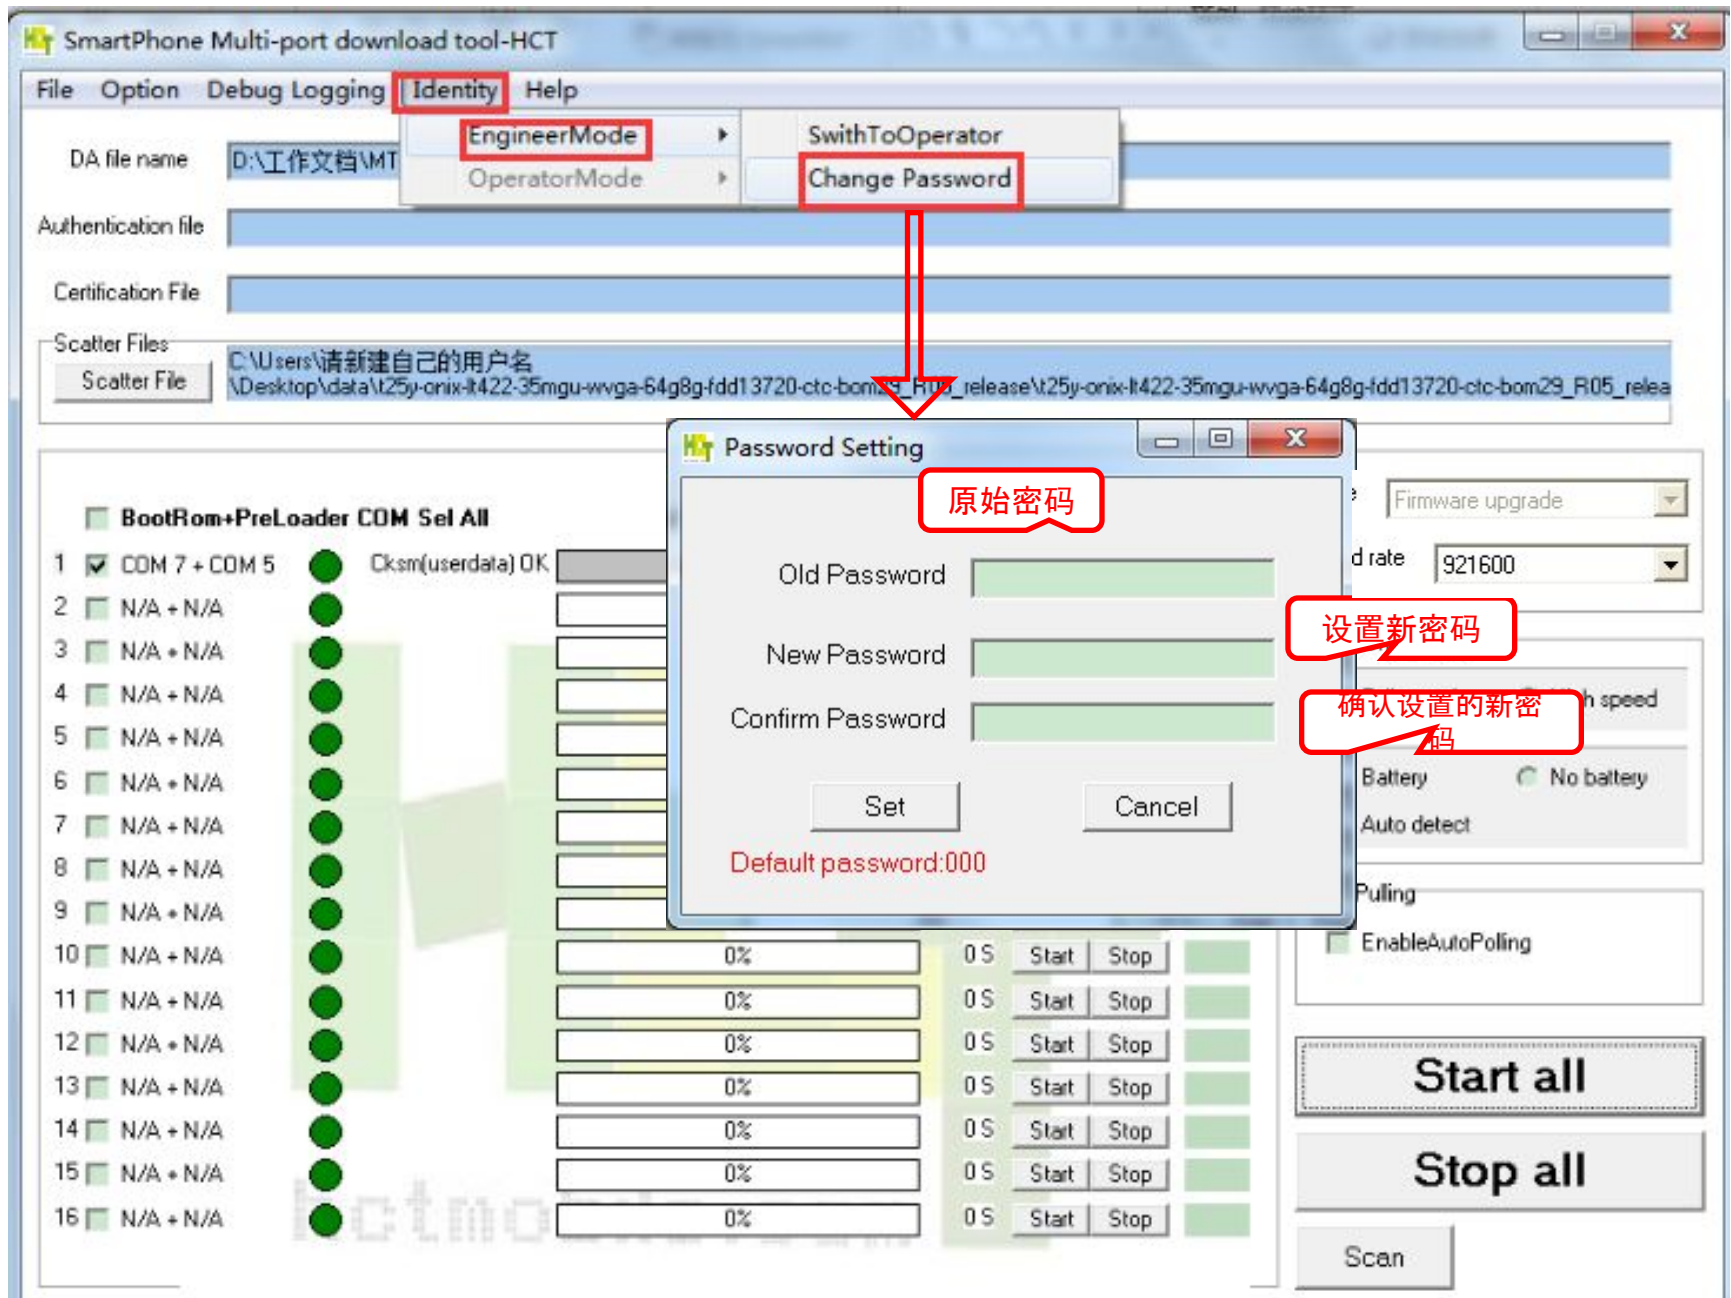 SmartPhone Multi-port download tool-HCT
File Option Debug Logging Identity Help
EngineerMode
OperatorMode
SwithToOperator
Change Password
DA file name
D:\工作文档\MT
Authentication file
Certification File
Scatter Files
Scatter File
C:\Users\请新建自己的用户名
\Desktop\data\t25y-onix-lt422-35mgu-wvga-64g8g-fdd13720-ctc-bom29_R05_release\t25y-onix-lt422-35mgu-wvga-64g8g-fdd13720-ctc-bom29_R05_relea
Password Setting
原始密码
Old Password
New Password
设置新密码
Confirm Password
确认设置的新密
码
Set Cancel
Default password:000
Firmware upgrade
d rate 921600
h speed
Battery No battery
Auto detect
Pulling
EnableAutoPolling
BootRom+PreLoader COM Sel All
1 COM 7 + COM 5 Cksm(userdata) OK
2 N/A + N/A
3 N/A + N/A
4 N/A + N/A
5 N/A + N/A
6 N/A + N/A
7 N/A + N/A
8 N/A + N/A
9 N/A + N/A
10 N/A + N/A 0% 0 S Start Stop
11 N/A + N/A 0% 0 S Start Stop
12 N/A + N/A 0% 0 S Start Stop
13 N/A + N/A 0% 0 S Start Stop
14 N/A + N/A 0% 0 S Start Stop
15 N/A + N/A 0% 0 S Start Stop
16 N/A + N/A 0% 0 S Start Stop
Start all
Stop all
Scan